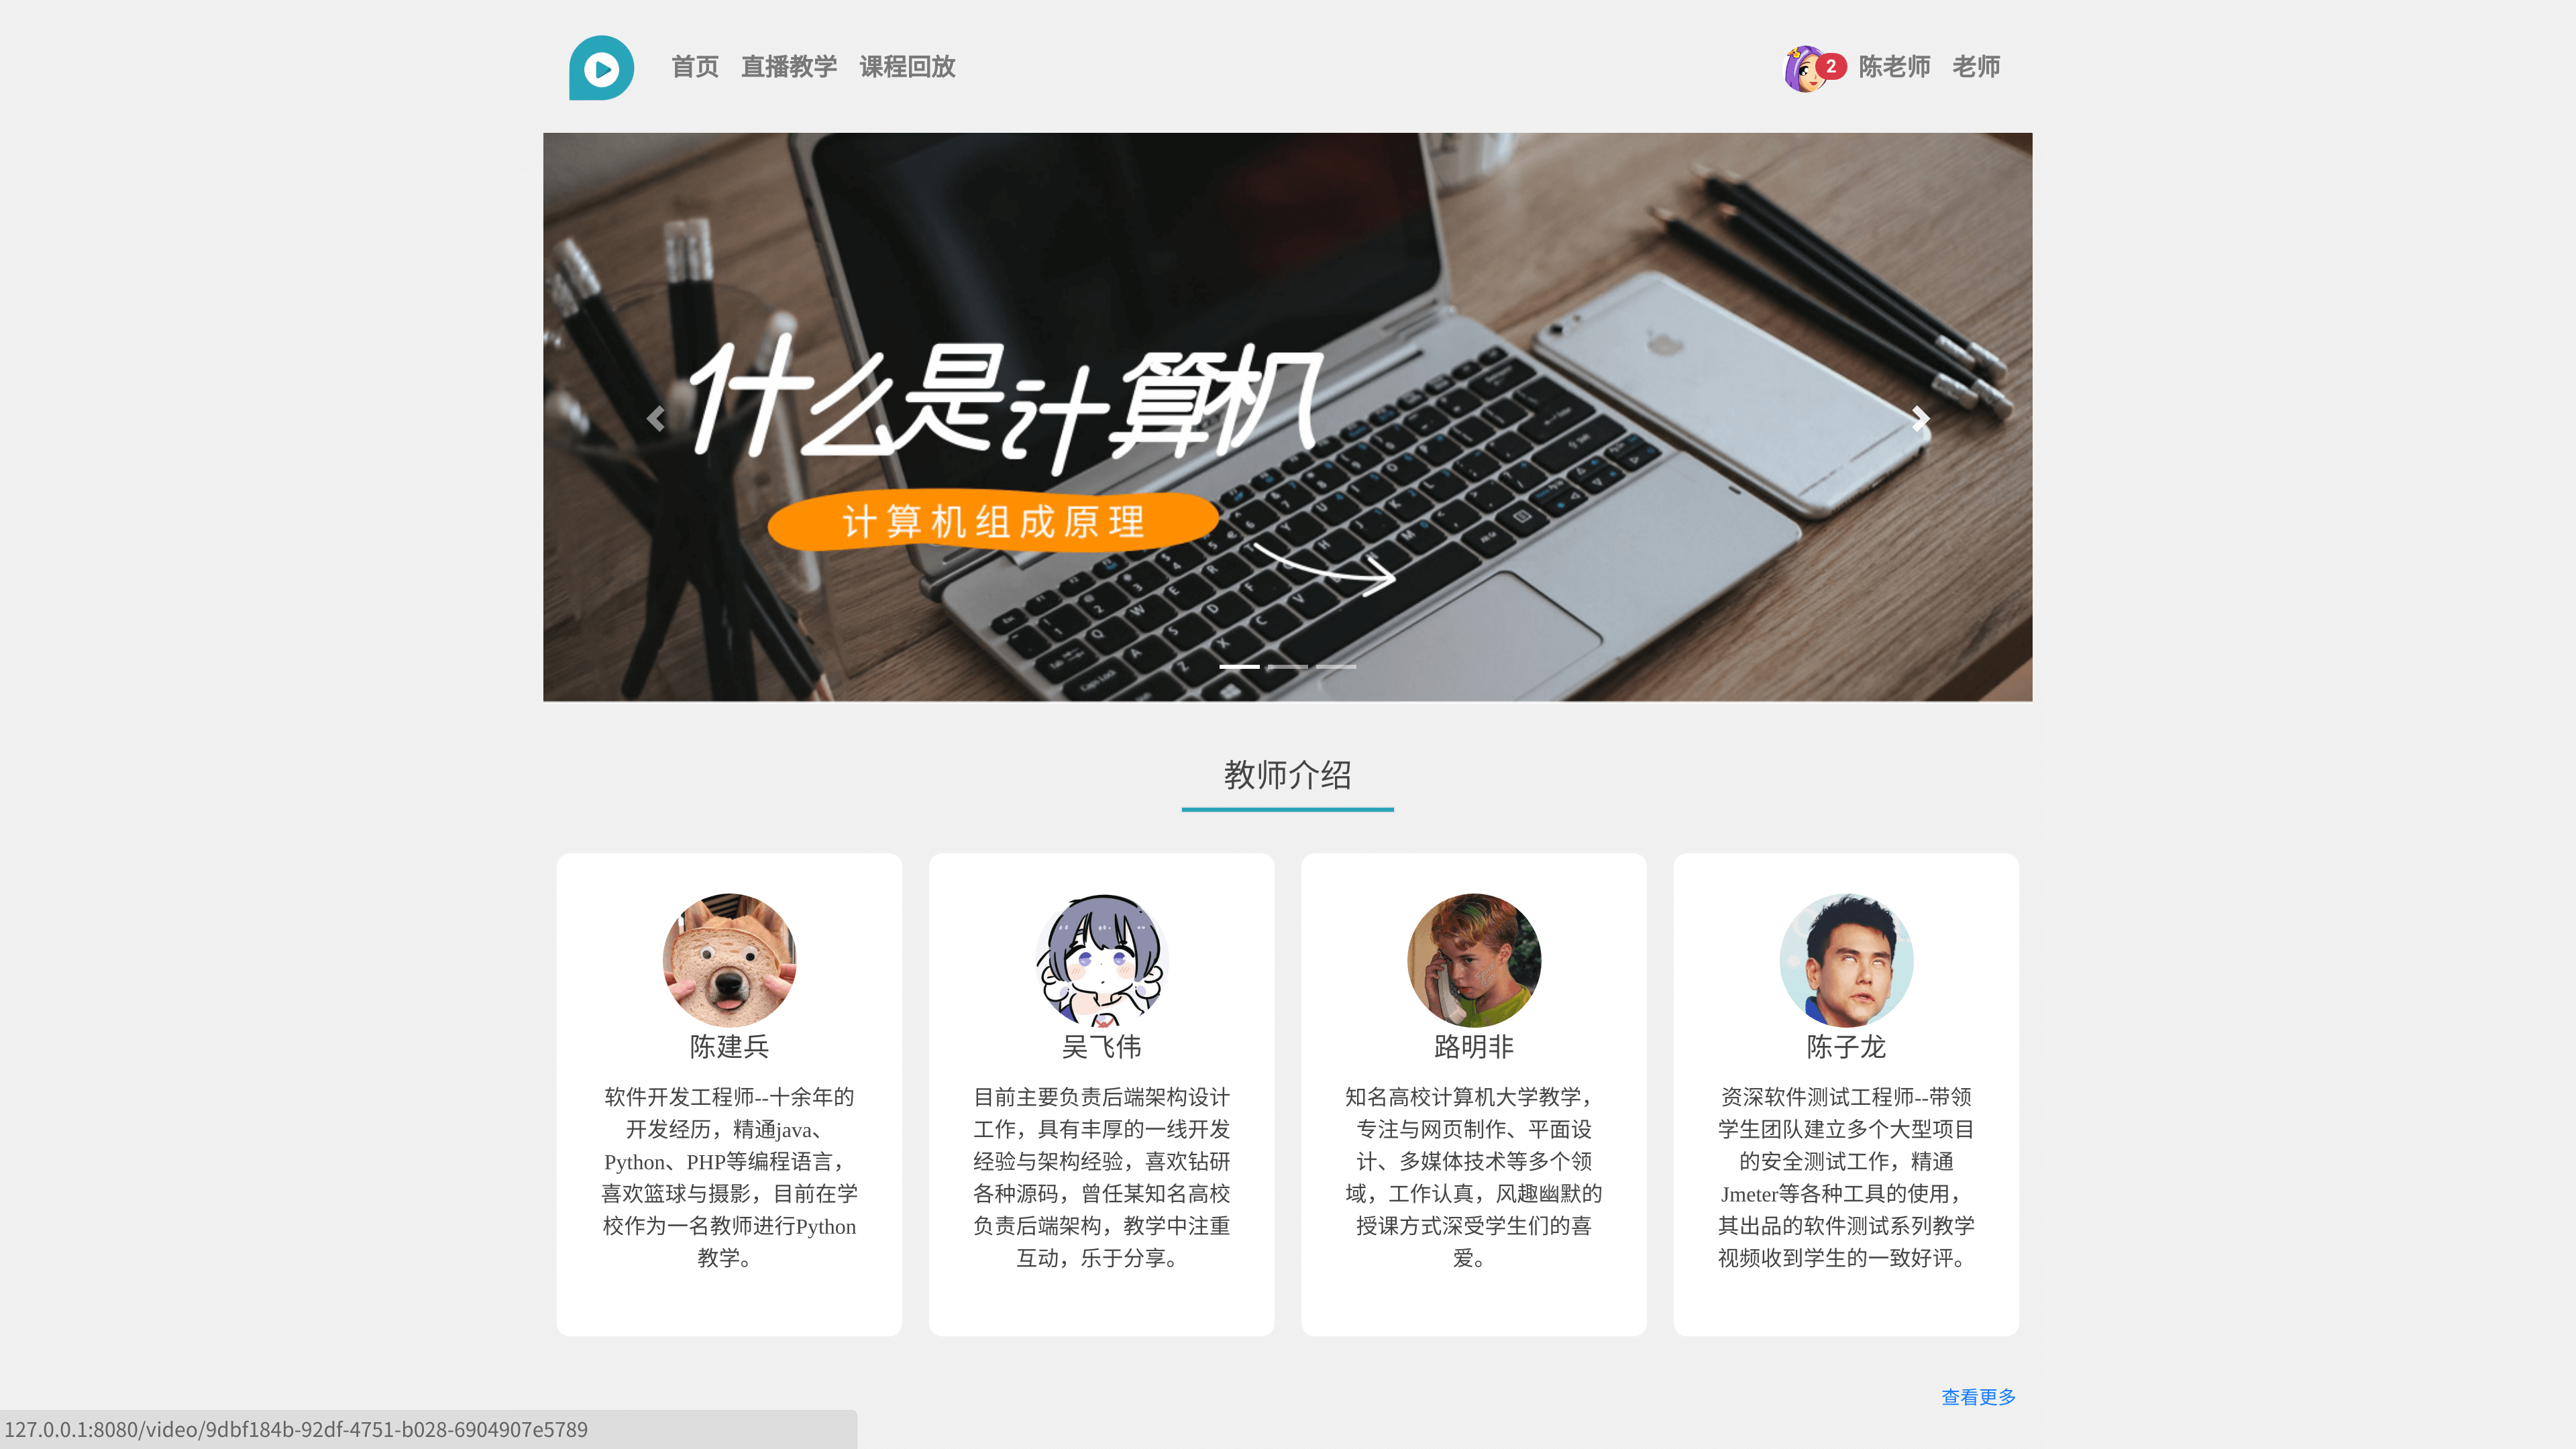 首页 直播教学 课程回放
2 陈老师 老师
什么是计算机
计算机组成原理
教师介绍
陈建兵
软件开发工程师--十余年的
开发经历，精通java、
Python、PHP等编程语言，
喜欢篮球与摄影，目前在学
校作为一名教师进行Python
教学。
吴飞伟
目前主要负责后端架构设计
工作，具有丰厚的一线开发
经验与架构经验，喜欢钻研
各种源码，曾任某知名高校
负责后端架构，教学中注重
互动，乐于分享。
路明非
知名高校计算机大学教学，
专注与网页制作、平面设
计、多媒体技术等多个领
域，工作认真，风趣幽默的
授课方式深受学生们的喜
爱。
陈子龙
资深软件测试工程师--带领
学生团队建立多个大型项目
的安全测试工作，精通
Jmeter等各种工具的使用，
其出品的软件测试系列教学
视频收到学生的一致好评。
查看更多
127.0.0.1:8080/video/9dbf184b-92df-4751-b028-6904907e5789